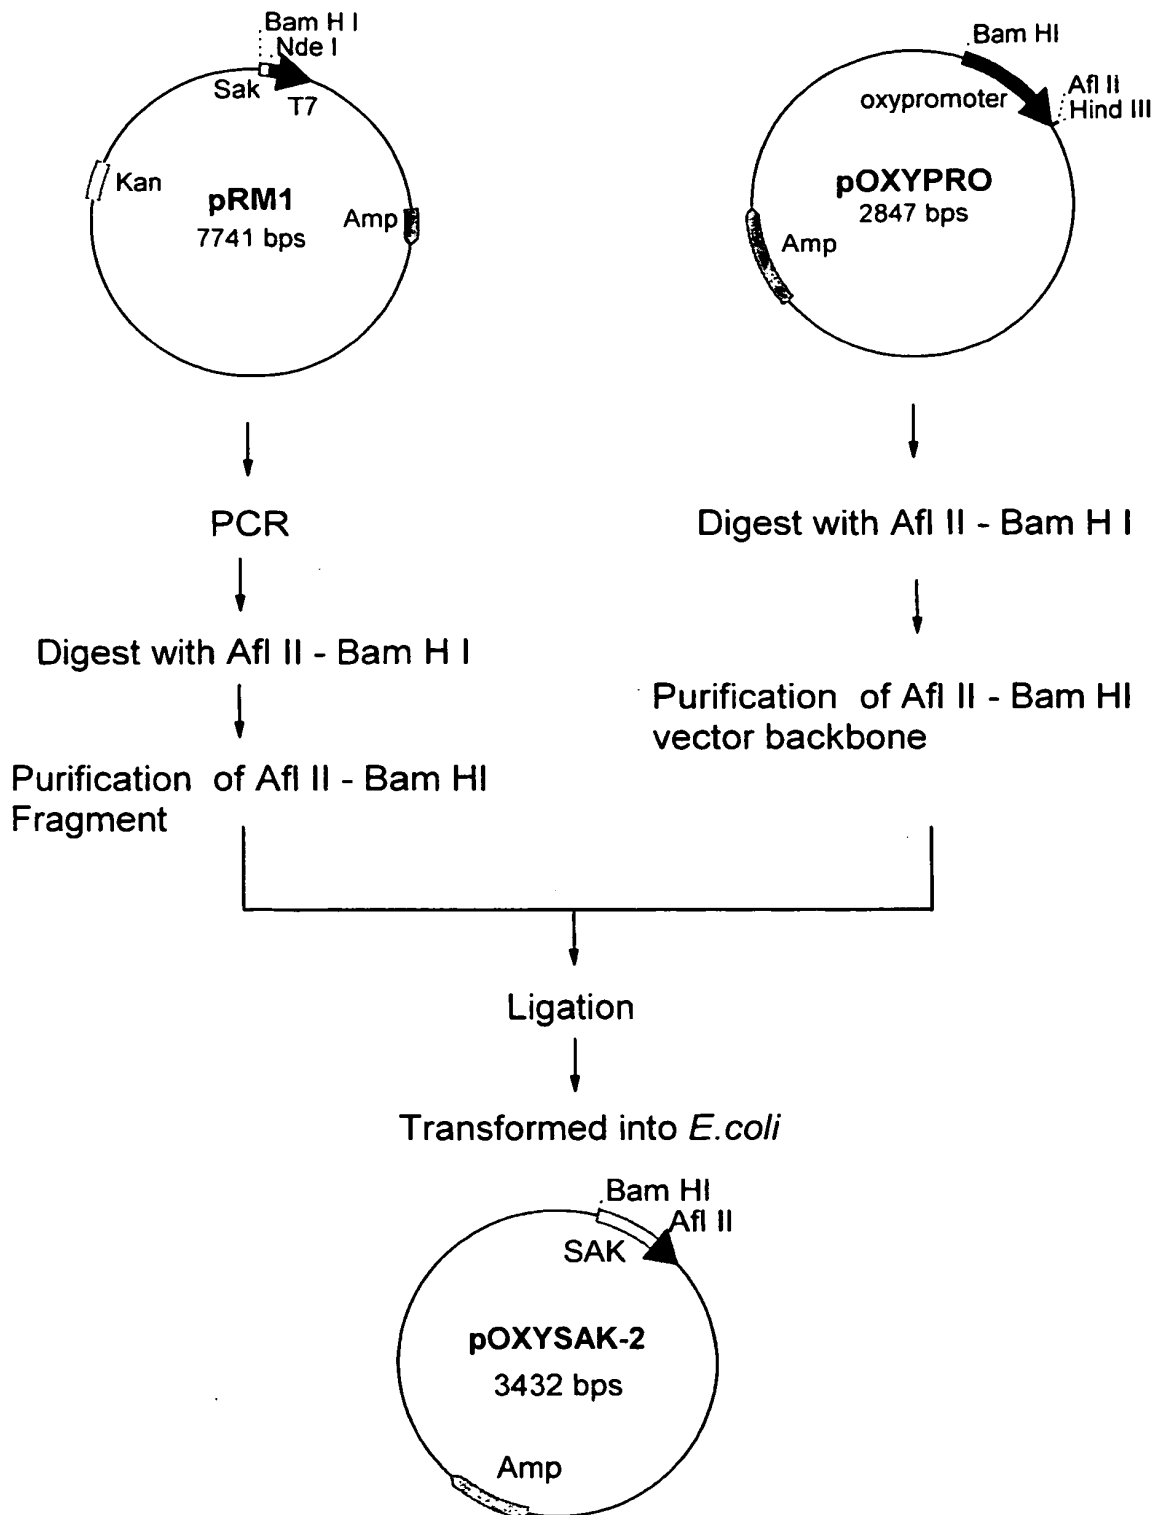 Bam H I
Nde I
Sak
T7
Kan
pRM1
7741 bps
Amp
Bam HI
Afl II
Hind III
oxypromoter
pOXYPRO
2847 bps
Amp
PCR
Digest with Afl II - Bam H I
Digest with Afl II - Bam H I
Purification of Afl II - Bam HI
vector backbone
Purification of Afl II - Bam HI
Fragment
Ligation
Transformed into E.coli
Bam HI
Afl II
SAK
pOXYSAK-2
3432 bps
Amp